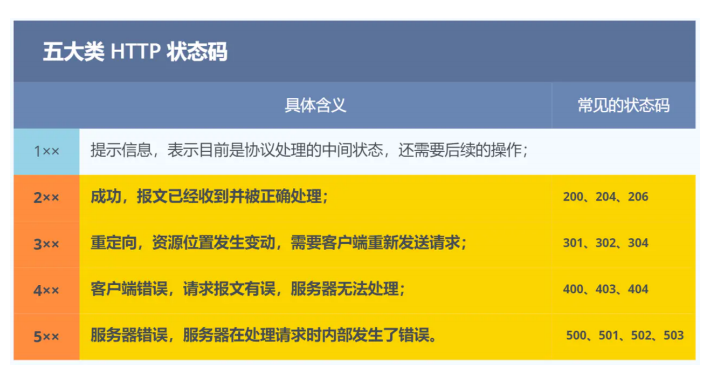 五大类 HTTP 状态码
具体含义 常见的状态码
1×× 提示信息，表示目前是协议处理的中间状态，还需要后续的操作；
2×× 成功，报文已经收到并被正确处理； 200、204、206
3×× 重定向，资源位置发生变动，需要客户端重新发送请求； 301、302、304
4×× 客户端错误，请求报文有误，服务器无法处理； 400、403、404
5×× 服务器错误，服务器在处理请求时内部发生了错误。 500、501、502、503